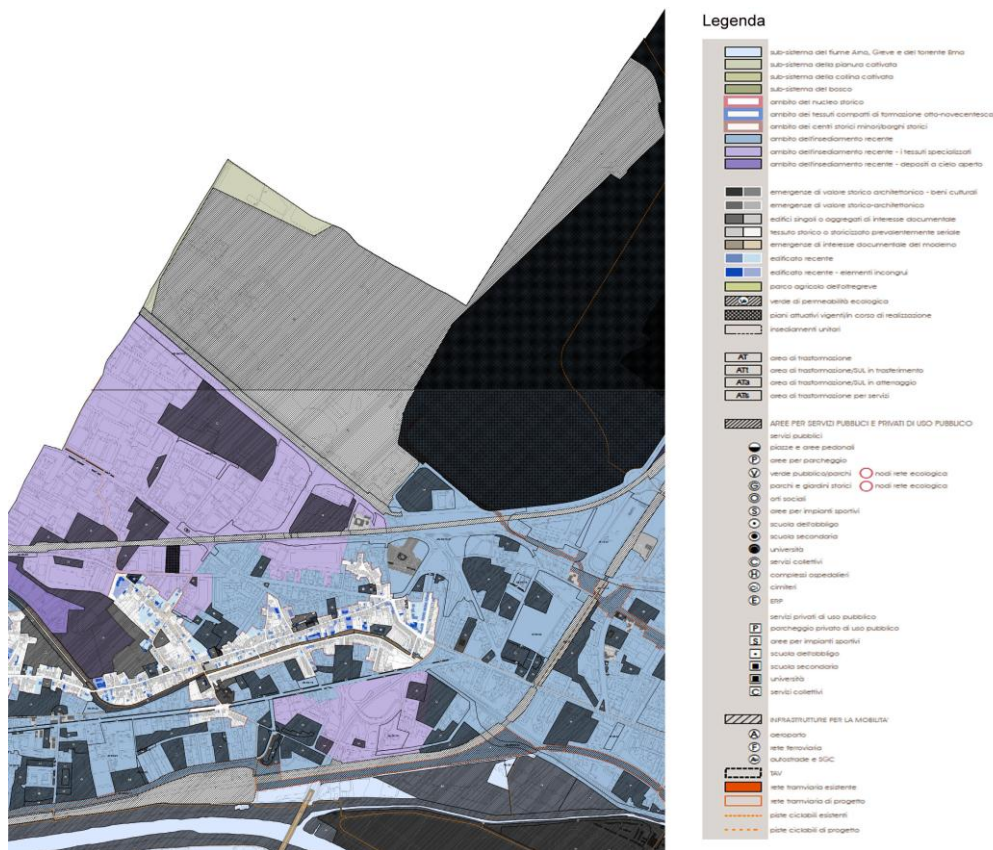 Legenda
sub-sistema del fiume Arno, Greve e del torrente Ema
sub-sistema della pianura coltivata
sub-sistema della collina coltivata
sub-sistema del bosco
ambito del nucleo storico
ambito dei tessuti compatti di formazione otto-novecentesca
ambito dei centri storici minori/borghi storici
ambito dell'insediamento recente
ambito dell'insediamento recente - i tessuti specializzati
ambito dell'insediamento recente - depositi a cielo aperto
emergenze di valore storico architettonico - beni culturali
emergenze di valore storico-architettonico
edifici singoli o aggregati di interesse documentale
tessuto storico o storicizzato prevalentemente seriale
emergenze di interesse documentale del moderno
edificato recente
edificato recente - elementi incongrui
parco agricolo dell'oltregreve
verde di permeabilità ecologica
piani attuativi vigenti/in corso di realizzazione
insediamenti unitari
AT area di trasformazione
ATt area di trasformazione/SUL in trasferimento
ATa area di trasformazione/SUL in atterraggio
ATs area di trasformazione per servizi
AREE PER SERVIZI PUBBLICI E PRIVATI DI USO PUBBLICO
servizi pubblici
piazze e aree pedonali
P aree per parcheggio
V verde pubblico/parchi nodi rete ecologica
G parchi e giardini storici nodi rete ecologica
O orti sociali
S aree per impianti sportivi
scuola dell'obbligo
scuola secondaria
università
C servizi collettivi
H complessi ospedalieri
cimiteri
E ERP
servizi privati di uso pubblico
P parcheggio privato di uso pubblico
S aree per impianti sportivi
scuola dell'obbligo
scuola secondaria
università
C servizi collettivi
INFRASTRUTTURE PER LA MOBILITA'
A aeroporto
F rete ferroviaria
autostrade e SGC
TAV
rete tramviaria esistente
rete tramviaria di progetto
piste ciclabili esistenti
piste ciclabili di progetto